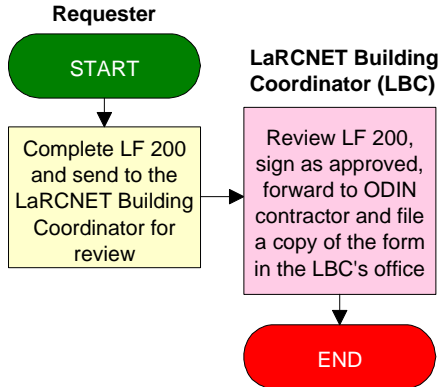 Requester
START
Complete LF 200
and send to the
LaRCNET Building
Coordinator for
review
LaRCNET Building
Coordinator (LBC)
Review LF 200,
sign as approved,
forward to ODIN
contractor and file
a copy of the form
in the LBC's office
END